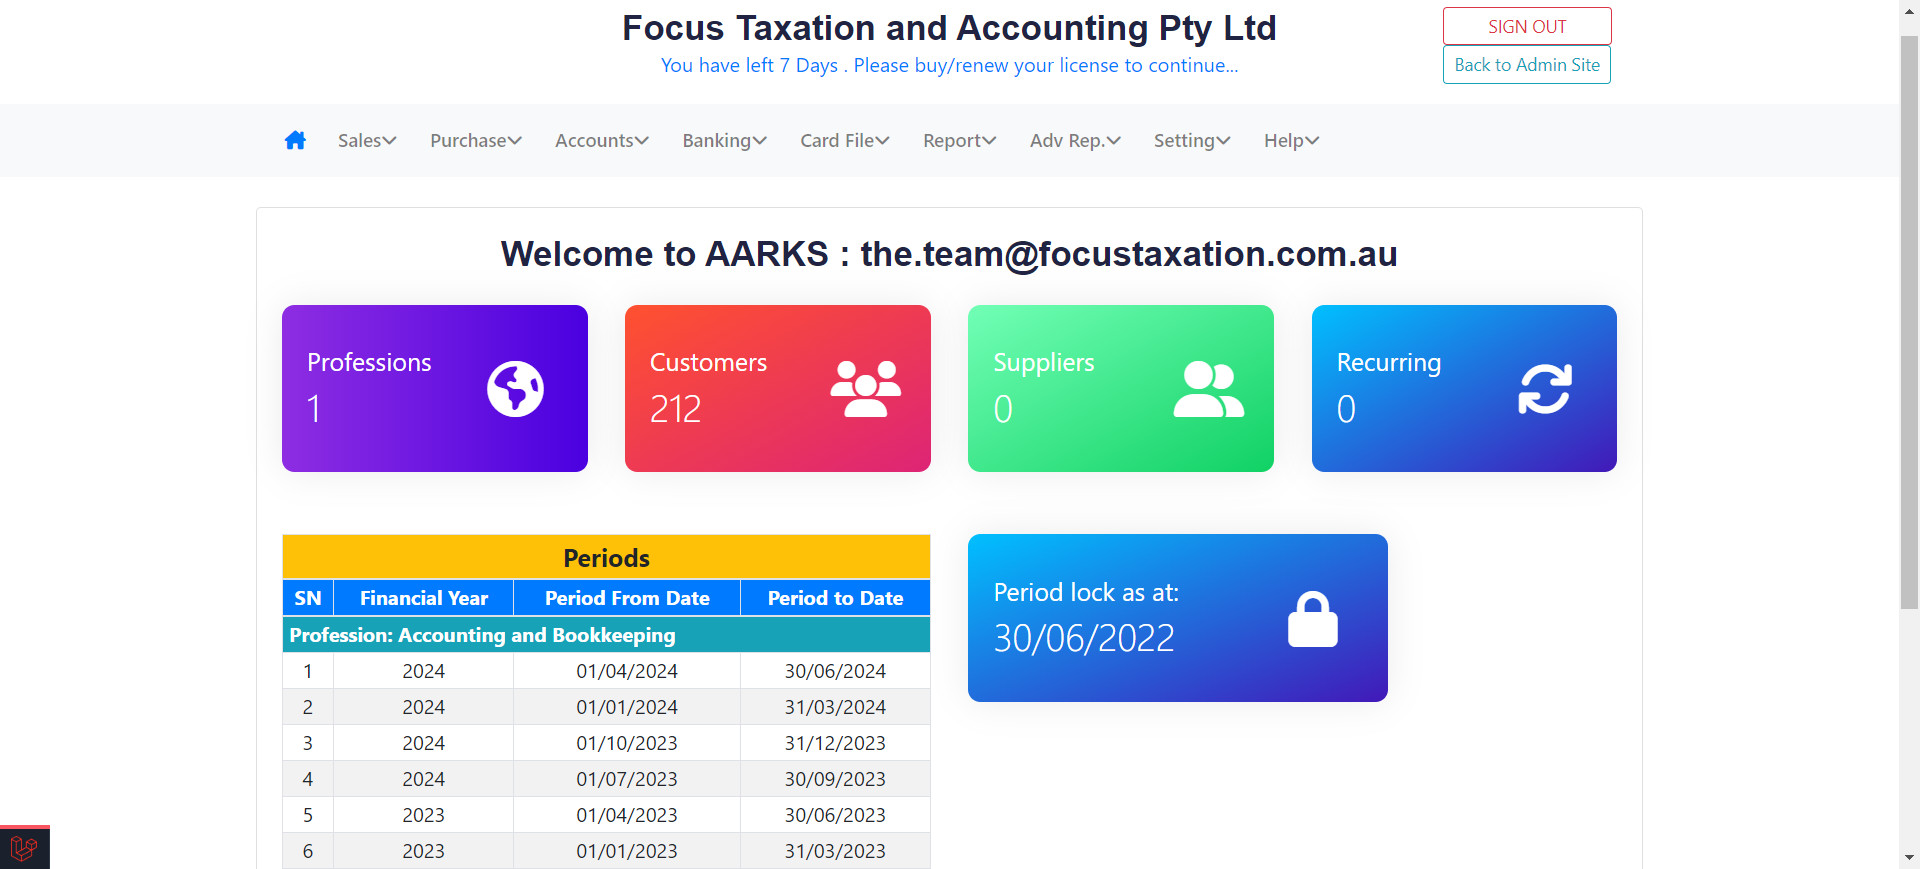 Focus Taxation and Accounting Pty Ltd
You have left 7 Days . Please buy/renew your license to continue...
SIGN OUT
Back to Admin Site
Sales Purchase Accounts Banking Card File Report Adv Rep. Setting Help
Welcome to AARKS : the.team@focustaxation.com.au
Professions
1
Customers
212
Suppliers
0
Recurring
0
Periods
SN Financial Year Period From Date Period to Date
Profession: Accounting and Bookkeeping
1 2024 01/04/2024 30/06/2024
2 2024 01/01/2024 31/03/2024
3 2024 01/10/2023 31/12/2023
4 2024 01/07/2023 30/09/2023
5 2023 01/04/2023 30/06/2023
6 2023 01/01/2023 31/03/2023
Period lock as at:
30/06/2022